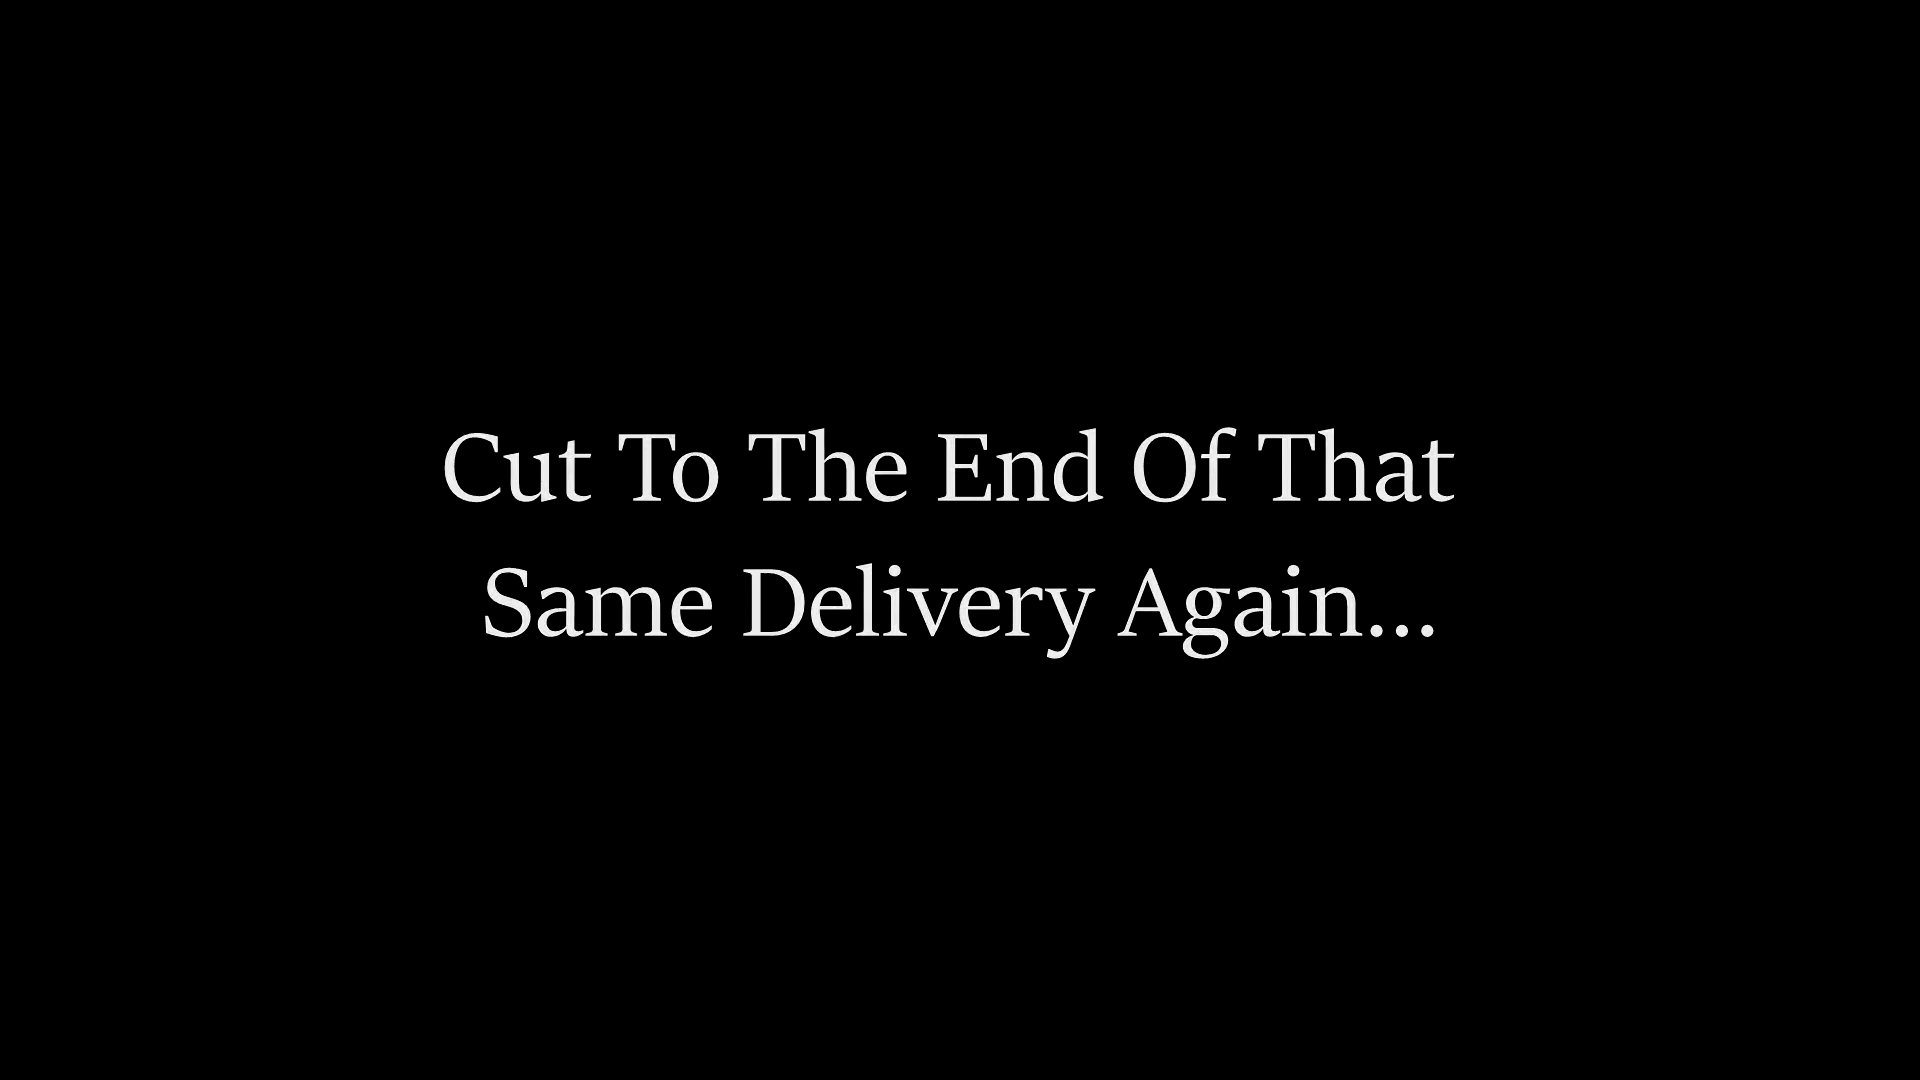 Cut To The End Of That
Same Delivery Again...